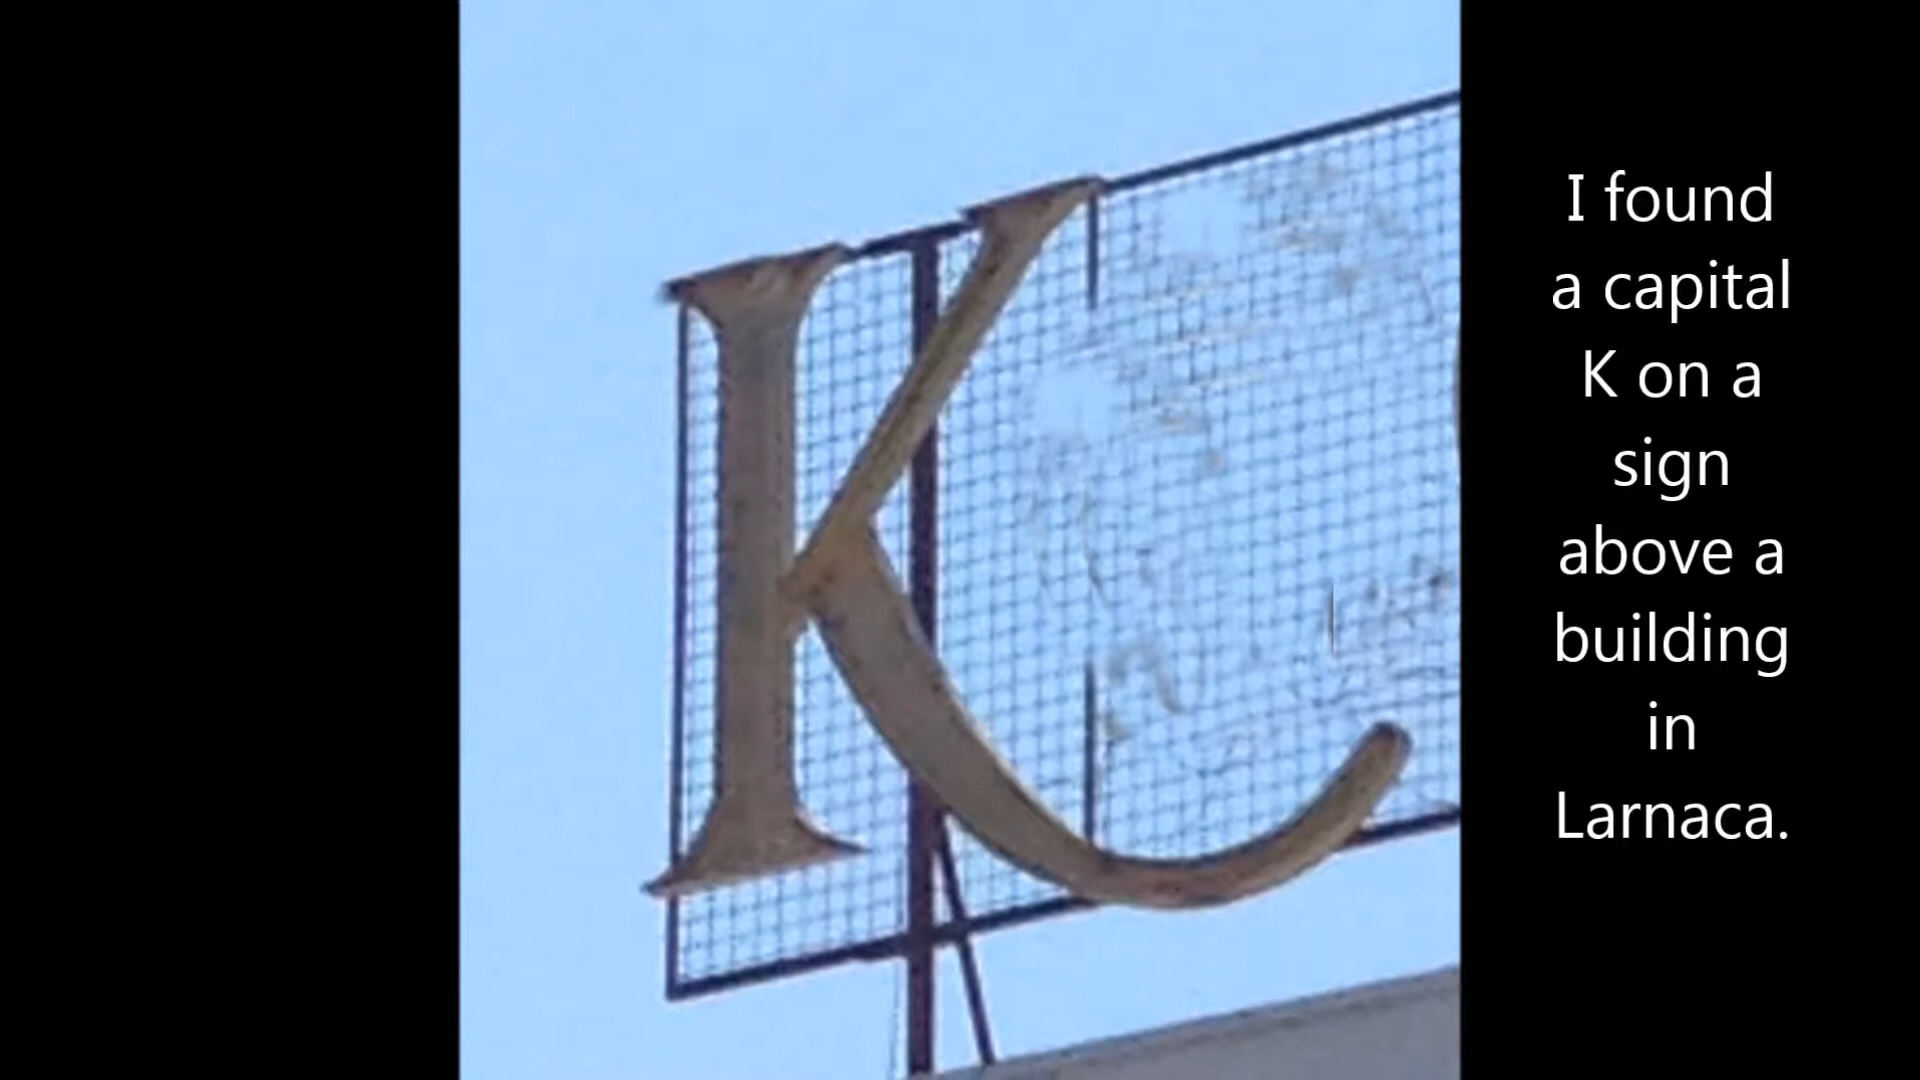 K
I found
a capital
K on a
sign
above a
building
in
Larnaca.